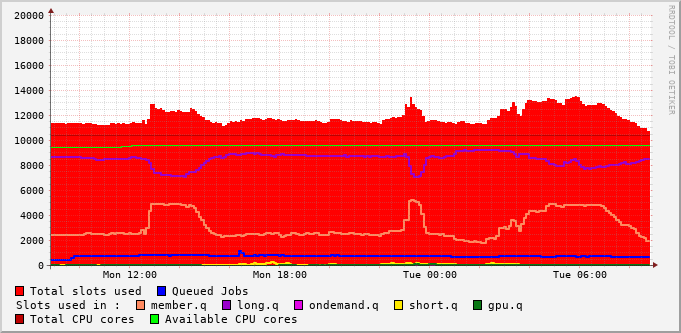 20000
18000
16000
14000
12000
10000
8000
6000
4000
2000
0
Mon 12:00 Mon 18:00 Tue 00:00 Tue 06:00
RRDTOOL / TOBI OETIKER
Total slots used Queued Jobs
Slots used in : member.q long.q ondemand.q short.q gpu.q
Total CPU cores Available CPU cores